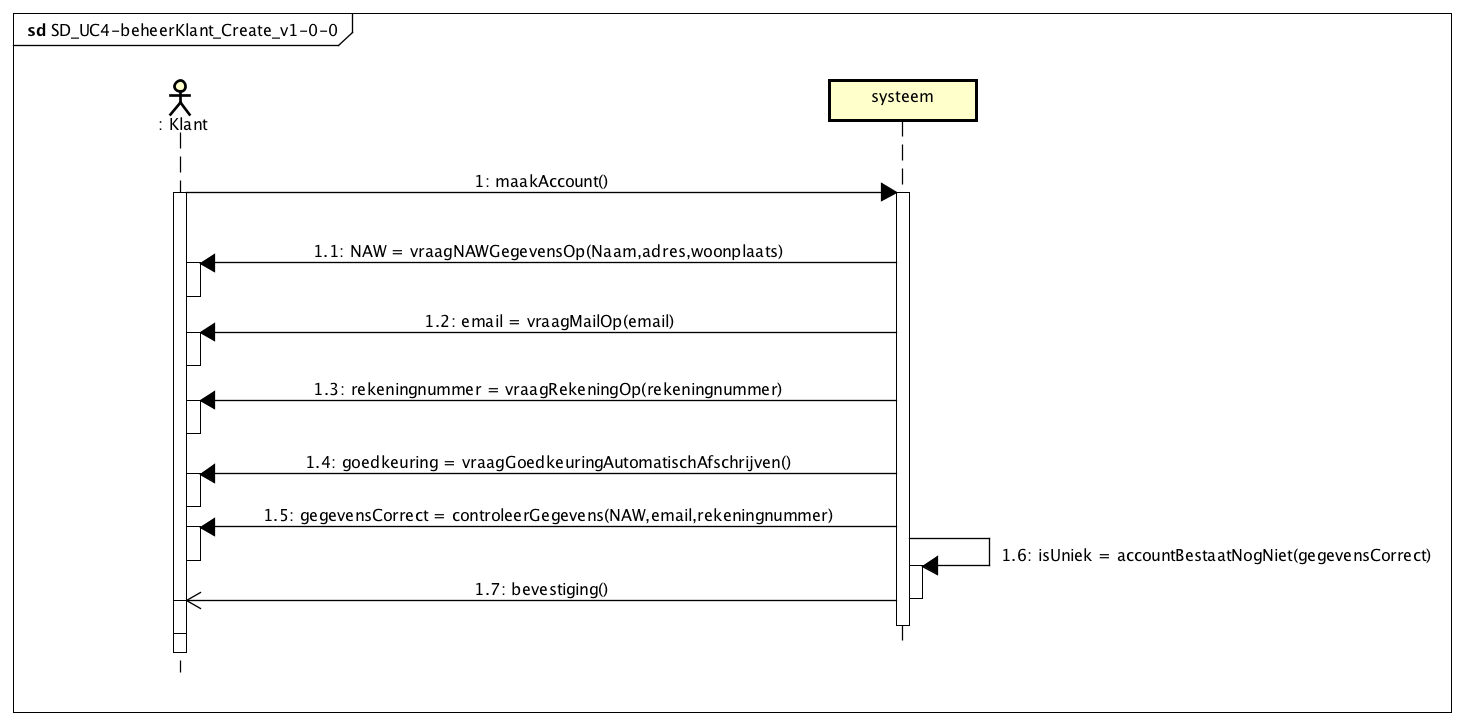 sd SD_UC4-beheerKlant_Create_v1-0-0
: Klant
systeem
1: maakAccount()
1.1: NAW = vraagNAWGegevensOp(Naam,adres,woonplaats)
1.2: email = vraagMailOp(email)
1.3: rekeningnummer = vraagRekeningOp(rekeningnummer)
1.4: goedkeuring = vraagGoedkeuringAutomatischAfschrijven()
1.5: gegevensCorrect = controleerGegevens(NAW,email,rekeningnummer)
1.6: isUniek = accountBestaatNogNiet(gegevensCorrect)
1.7: bevestiging()